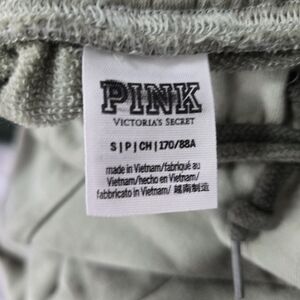 PINK
VICTORIA'S SECRET
S|P|CH|170/88A
made in Vietnam/fabriqué au
Vietnam/hecho en Vietnam/
fabbricato in Vietnam/ 越南制造